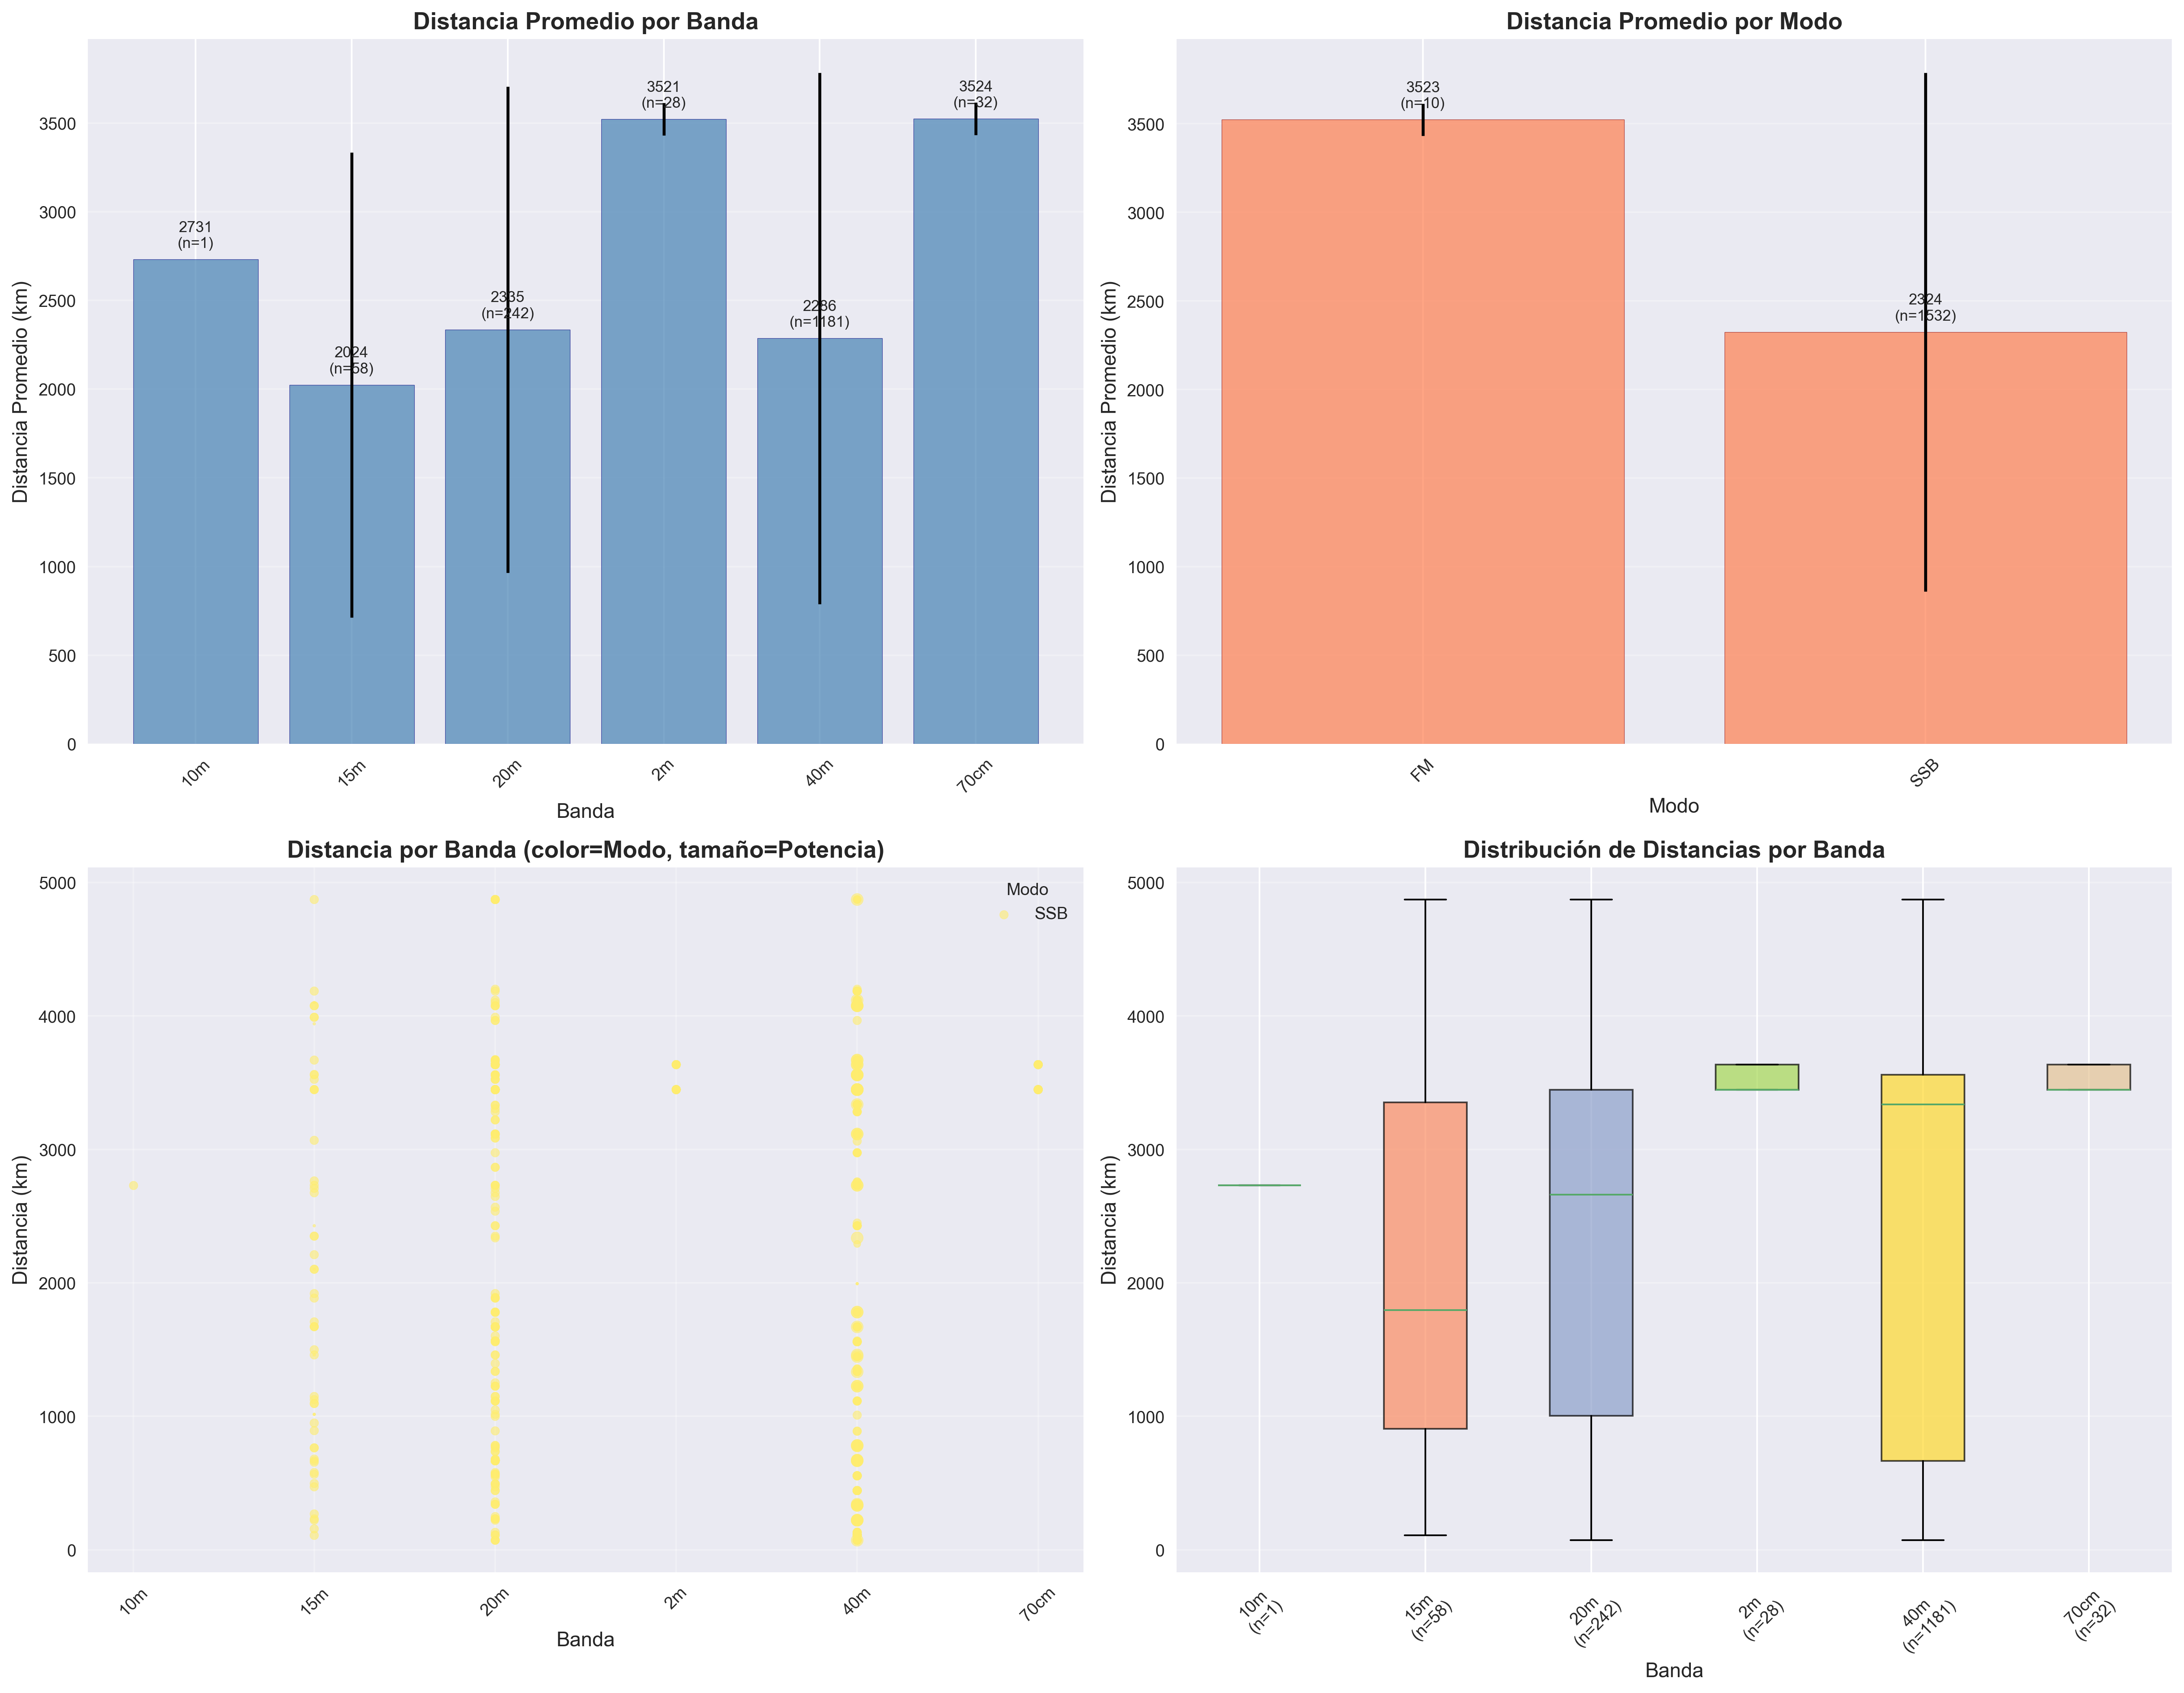 Distancia Promedio por Banda
Distancia Promedio (km)
3500
3000
2500
2000
1500
1000
500
0
2731
(n=1)
2024
(n=58)
2335
(n=242)
3521
(n=28)
2286
(n=1181)
3524
(n=32)
10m
15m
20m
2m
40m
70cm
Banda
Distancia Promedio por Modo
Distancia Promedio (km)
3500
3000
2500
2000
1500
1000
500
0
3523
(n=10)
2324
(n=1532)
FM
SSB
Modo
Distancia por Banda (color=Modo, tamaño=Potencia)
Distancia (km)
5000
4000
3000
2000
1000
0
Modo
SSB
10m
15m
20m
2m
40m
70cm
Banda
Distribución de Distancias por Banda
Distancia (km)
5000
4000
3000
2000
1000
0
10m
(n=1)
15m
(n=58)
20m
(n=242)
2m
(n=28)
40m
(n=1181)
70cm
(n=32)
Banda